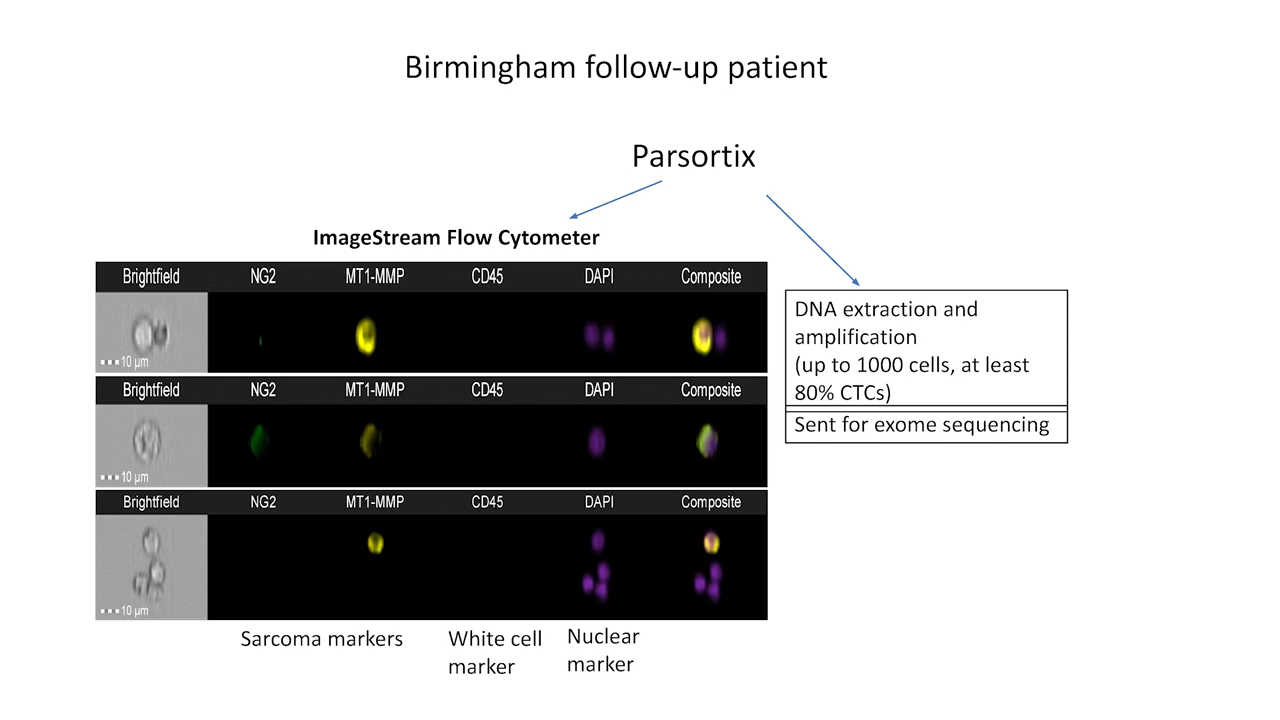 Birmingham follow-up patient
Parsortix
ImageStream Flow Cytometer
Brightfield NG2 MT1-MMP CD45 DAPI Composite
10 µm
Brightfield NG2 MT1-MMP CD45 DAPI Composite
10 µm
Brightfield NG2 MT1-MMP CD45 DAPI Composite
10 µm
Sarcoma markers
White cell
marker
Nuclear
marker
DNA extraction and
amplification
(up to 1000 cells, at least
80% CTCs)
Sent for exome sequencing